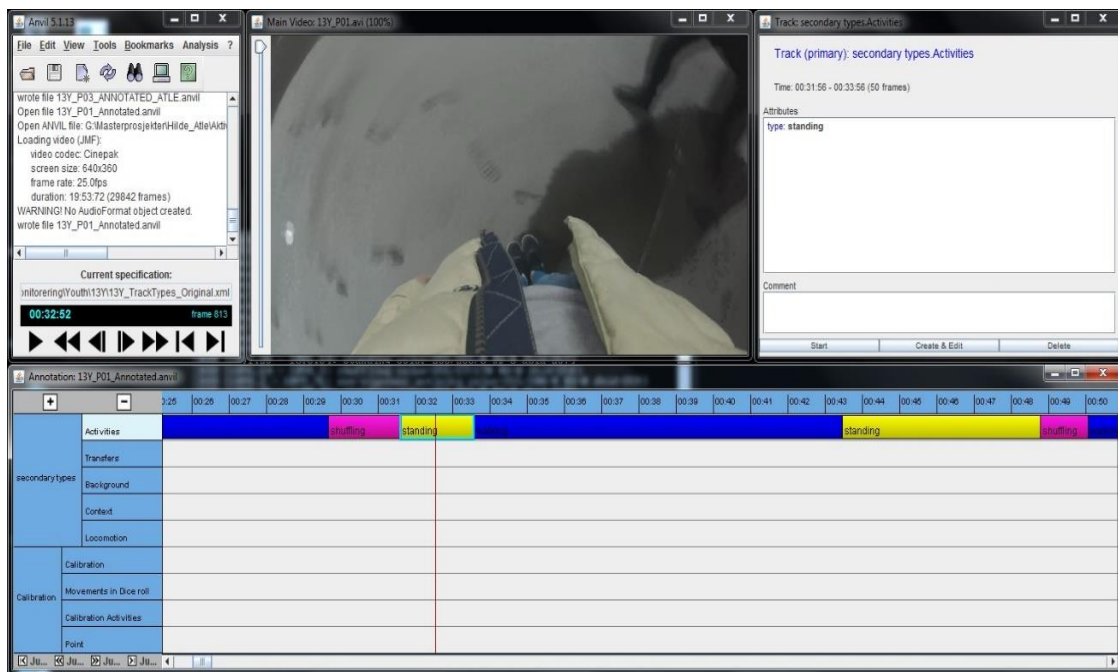 Anvil 5.1.13
File Edit View Tools Bookmarks Analysis ?
wrote file 13Y_P03_ANNOTATED_ATLE.anvil
Open file 13Y_P01_Annotated.anvil
Open ANVIL file: G:\Masterprosjekter\Hilde_Atle\Aktiv
Loading video (JMF):
video codec: Cinepak
screen size: 640x360
frame rate: 25.0fps
duration: 19:53:72 (29842 frames)
WARNING! No AudioFormat object created.
wrote file 13Y_P01_Annotated.anvil
Current specification:
onitorering\Youth\13Y\13Y_TrackTypes_Original.xml
00:32:52 frame 813
Main Video: 13Y_P01.avi (100%)
Track: secondary types.Activities
Track (primary): secondary types.Activities
Time: 00:31:56 - 00:33:56 (50 frames)
Attributes
type: standing
Comment
Start Create & Edit Delete
Annotation: 13Y_P01_Annotated.anvil
+ - 0:25 00:26 00:27 00:28 00:29 00:30 00:31 00:32 00:33 00:34 00:35 00:36 00:37 00:38 00:39 00:40 00:41 00:42 00:43 00:44 00:45 00:46 00:47 00:48 00:49 00:50
secondary types
Activities shuffling standing standing shuffling
Transfers
Background
Context
Locomotion
Calibration
Calibration
Movements in Dice roll
Calibration Activities
Point
Ju... Ju... Ju... Ju...